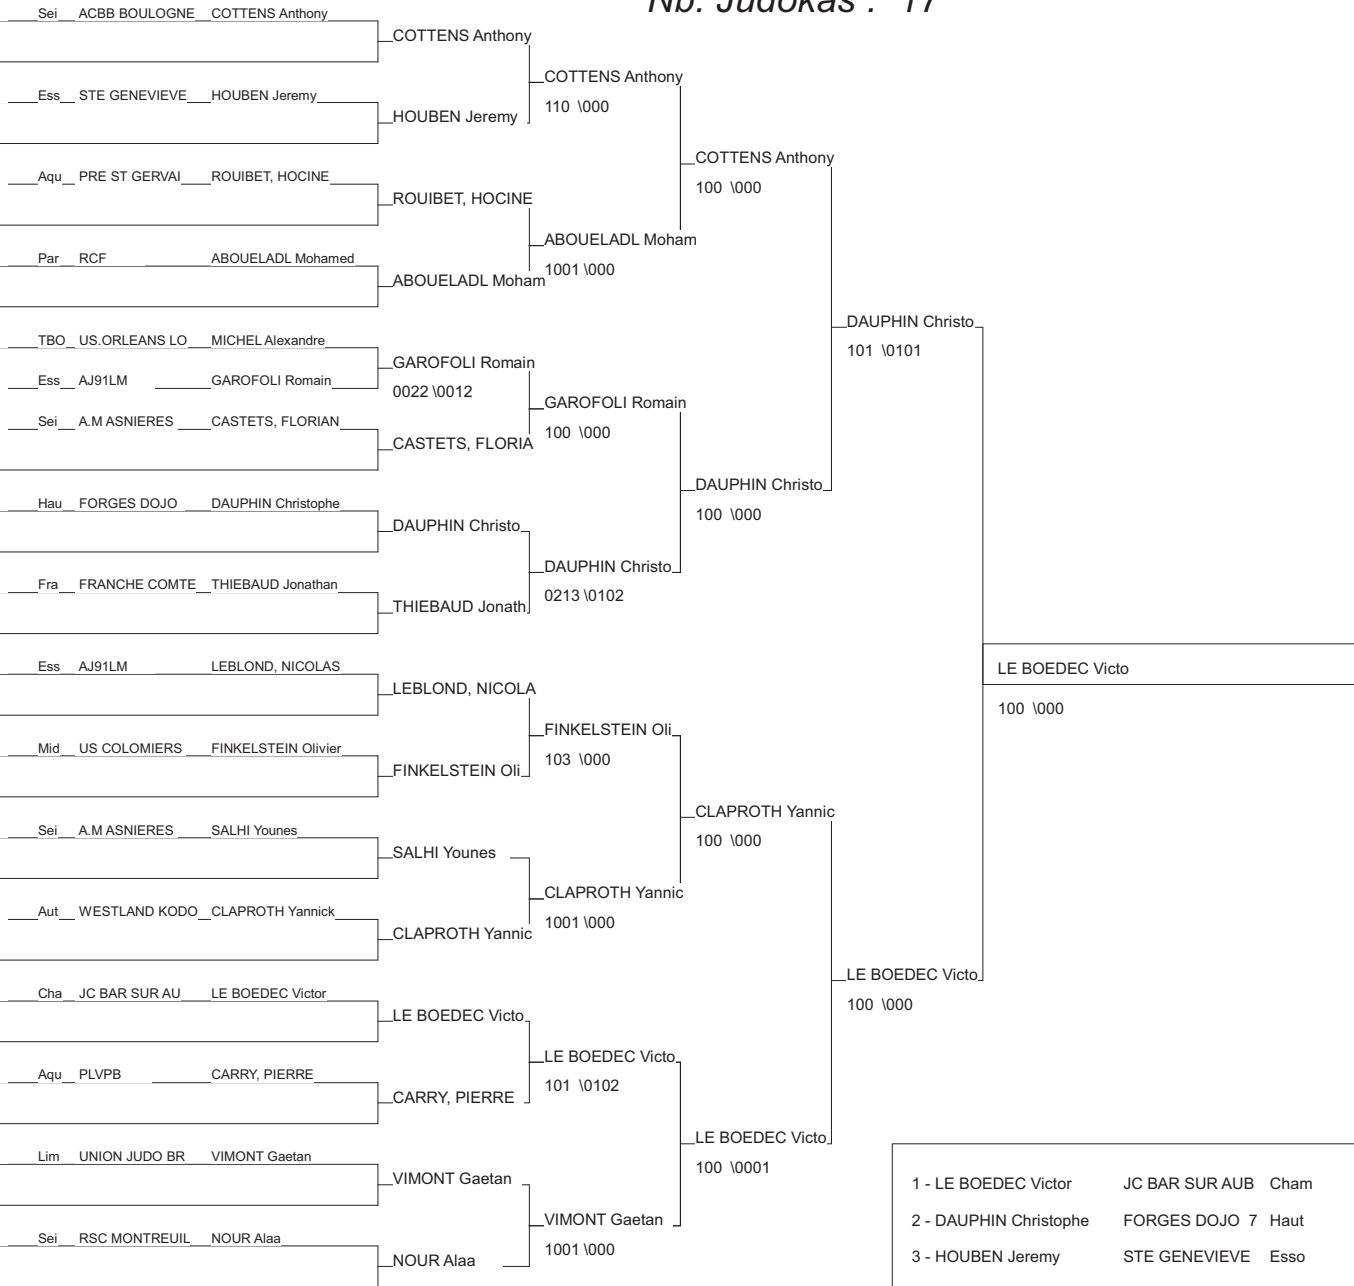 Nb. Judokas : 17
Sei ACBB BOULOGNE COTTENS Anthony
COTTENS Anthony
COTTENS Anthony
110 \000
Ess STE GENEVIEVE HOUBEN Jeremy
HOUBEN Jeremy
COTTENS Anthony
100 \000
Aqu PRE ST GERVAI ROUIBET, HOCINE
ROUIBET, HOCINE
ABOUELADL Moham
1001 \000
Par RCF ABOUELADL Mohamed
ABOUELADL Moham
DAUPHIN Christo
101 \0101
TBO US.ORLEANS LO MICHEL Alexandre
GAROFOLI Romain
0022 \0012
Ess AJ91LM GAROFOLI Romain
GAROFOLI Romain
100 \000
Sei A.M ASNIERES CASTETS, FLORIAN
CASTETS, FLORIA
DAUPHIN Christo
100 \000
Hau FORGES DOJO DAUPHIN Christophe
DAUPHIN Christo
DAUPHIN Christo
0213 \0102
Fra FRANCHE COMTE THIEBAUD Jonathan
THIEBAUD Jonath
LE BOEDEC Victo
100 \000
Ess AJ91LM LEBLOND, NICOLAS
LEBLOND, NICOLA
FINKELSTEIN Oli
103 \000
Mid US COLOMIERS FINKELSTEIN Olivier
FINKELSTEIN Oli
CLAPROTH Yannic
100 \000
Sei A.M ASNIERES SALHI Younes
SALHI Younes
CLAPROTH Yannic
1001 \000
Aut WESTLAND KODO CLAPROTH Yannick
CLAPROTH Yannic
LE BOEDEC Victo
100 \000
Cha JC BAR SUR AU LE BOEDEC Victor
LE BOEDEC Victo
LE BOEDEC Victo
101 \0102
Aqu PLVPB CARRY, PIERRE
CARRY, PIERRE
LE BOEDEC Victo
100 \0001
Lim UNION JUDO BR VIMONT Gaetan
VIMONT Gaetan
VIMONT Gaetan
1001 \000
Sei RSC MONTREUIL NOUR Alaa
NOUR Alaa
1 - LE BOEDEC Victor JC BAR SUR AUB Cham
2 - DAUPHIN Christophe FORGES DOJO 7 Haut
3 - HOUBEN Jeremy STE GENEVIEVE Esso